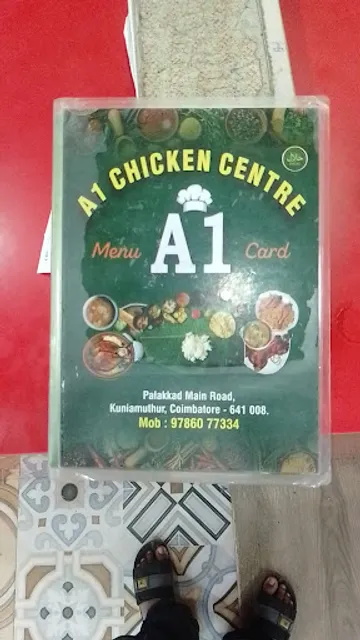 A1 CHICKEN CENTRE
A1
Menu Card
Palakkad Main Road,
Kuniamuthur, Coimbatore - 641 008.
Mob : 97860 77334